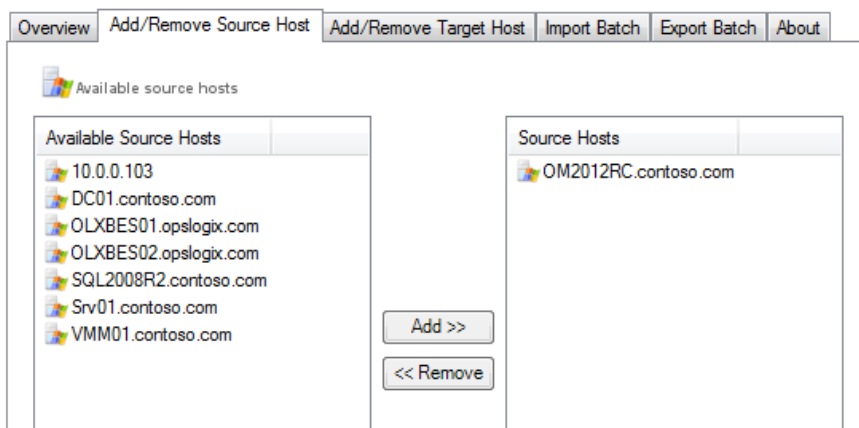 Overview Add/Remove Source Host Add/Remove Target Host Import Batch Export Batch About
Available source hosts
Available Source Hosts
10.0.0.103
DC01.contoso.com
OLXBES01.opslogix.com
OLXBES02.opslogix.com
SQL2008R2.contoso.com
Srv01.contoso.com
VMM01.contoso.com
Add >>
<< Remove
Source Hosts
OM2012RC.contoso.com